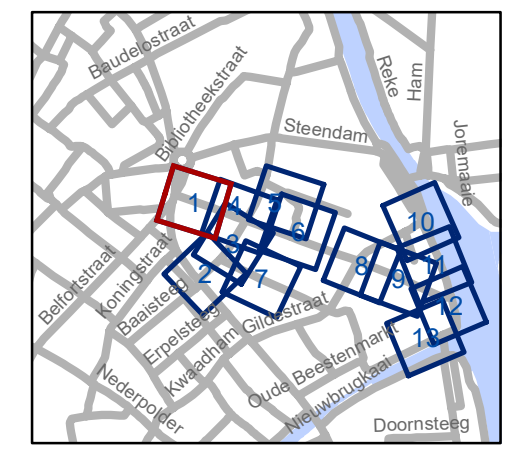 Baudelostraat
Bibliotheekstraat
Reke
Ham
Steendam
Joremaaie
1
4
5
6
10
3
2
7
8
9
11
12
13
Belfortstraat
Koningstraat
Baaisteeg
Erpelsteeg
Kwaadham
Gildestraat
Oude Beestenmarkt
Nieuwbrugkaai
Nederpolder
Doornsteeg